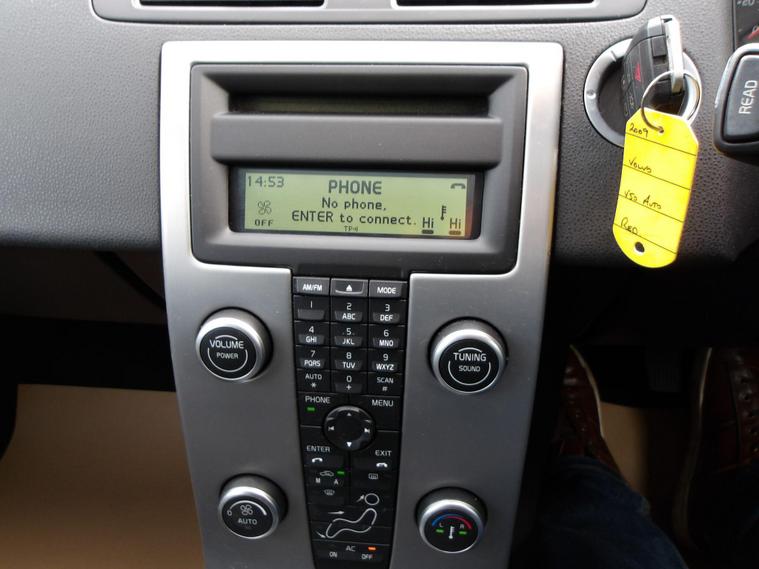 14:53
PHONE
No phone,
ENTER to connect.
OFF
TP
Hi Hi
READ
2009
VOLVO
V50 AUTO
RED
AM/FM MODE
1 2 ABC 3 DEF
4 GHI 5 JKL 6 MNO
7 PQRS 8 TUV 9 WXYZ
AUTO * 0 + SCAN #
VOLUME
POWER
TUNING
SOUND
PHONE MENU
ENTER EXIT
M A
0 AUTO
L R
AC
ON OFF